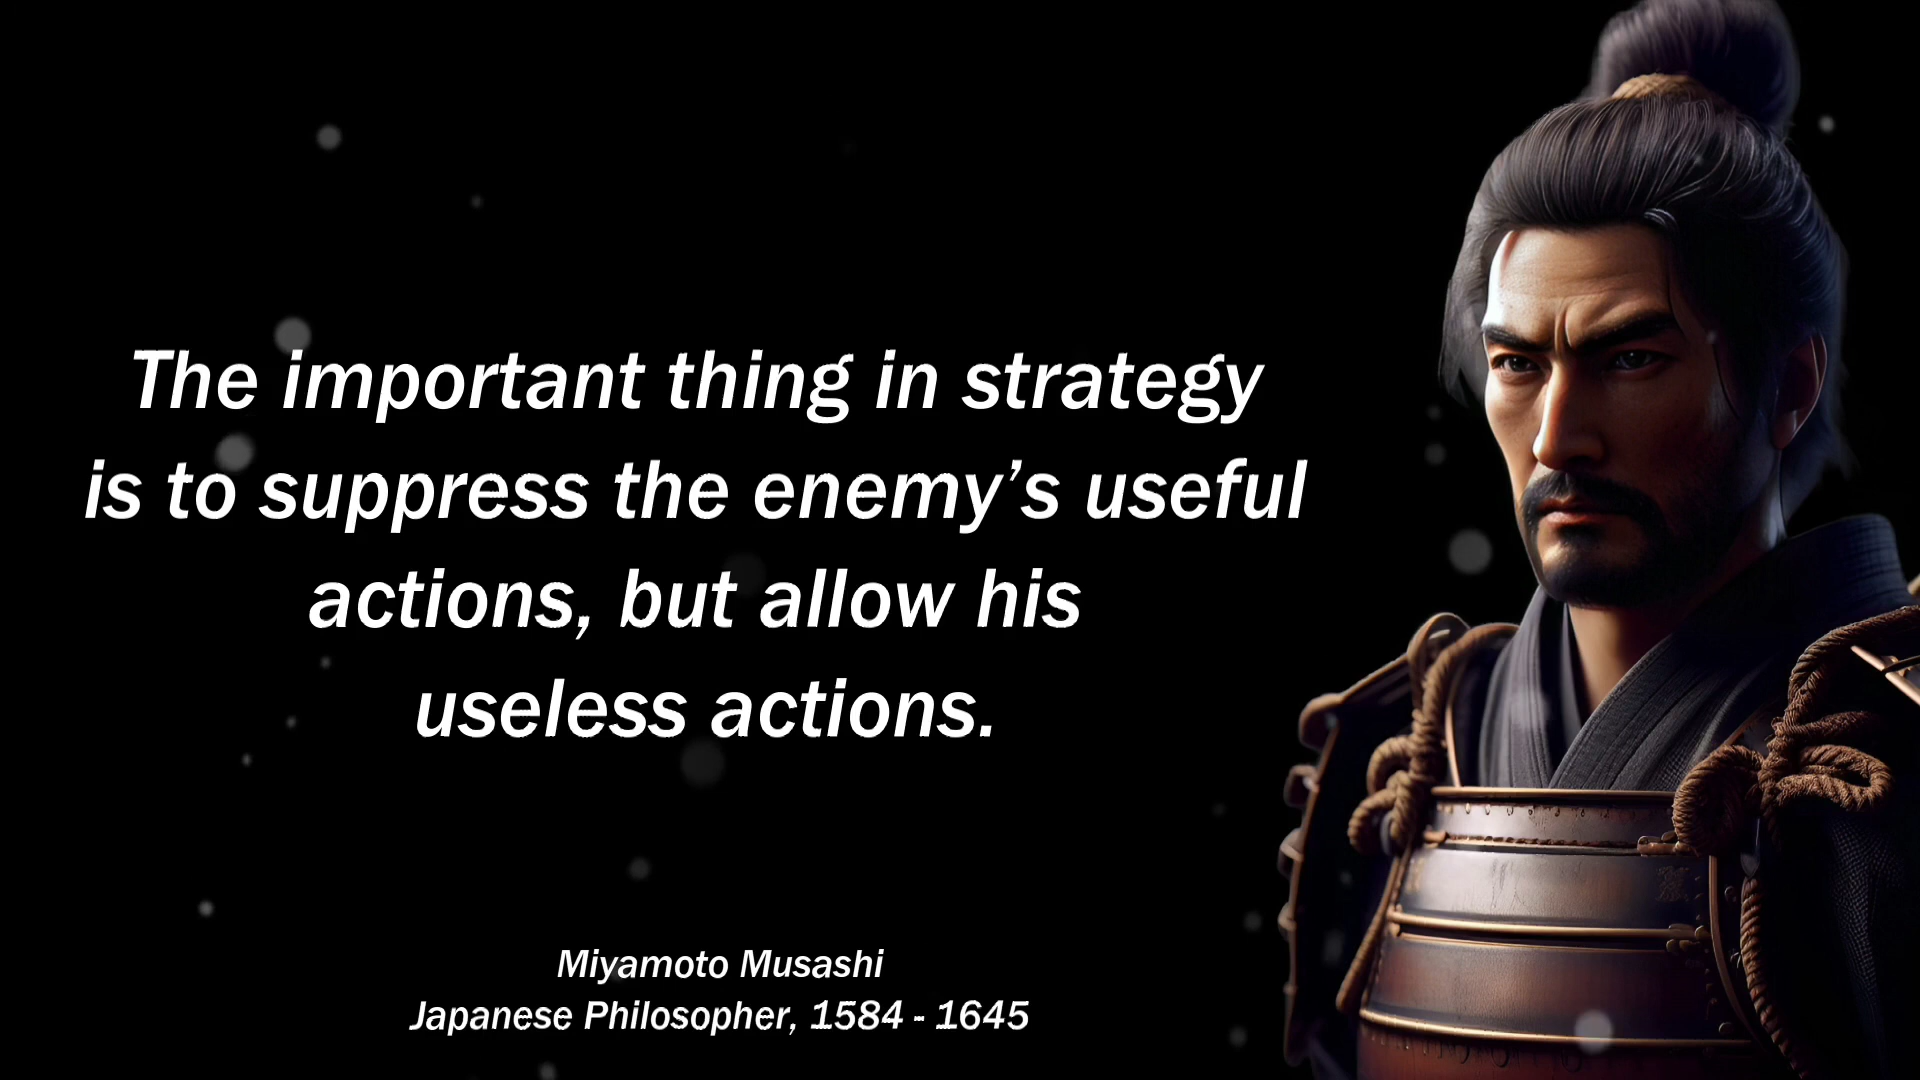 The important thing in strategy
is to suppress the enemy’s useful
actions, but allow his
useless actions.
Miyamoto Musashi
Japanese Philosopher, 1584 - 1645